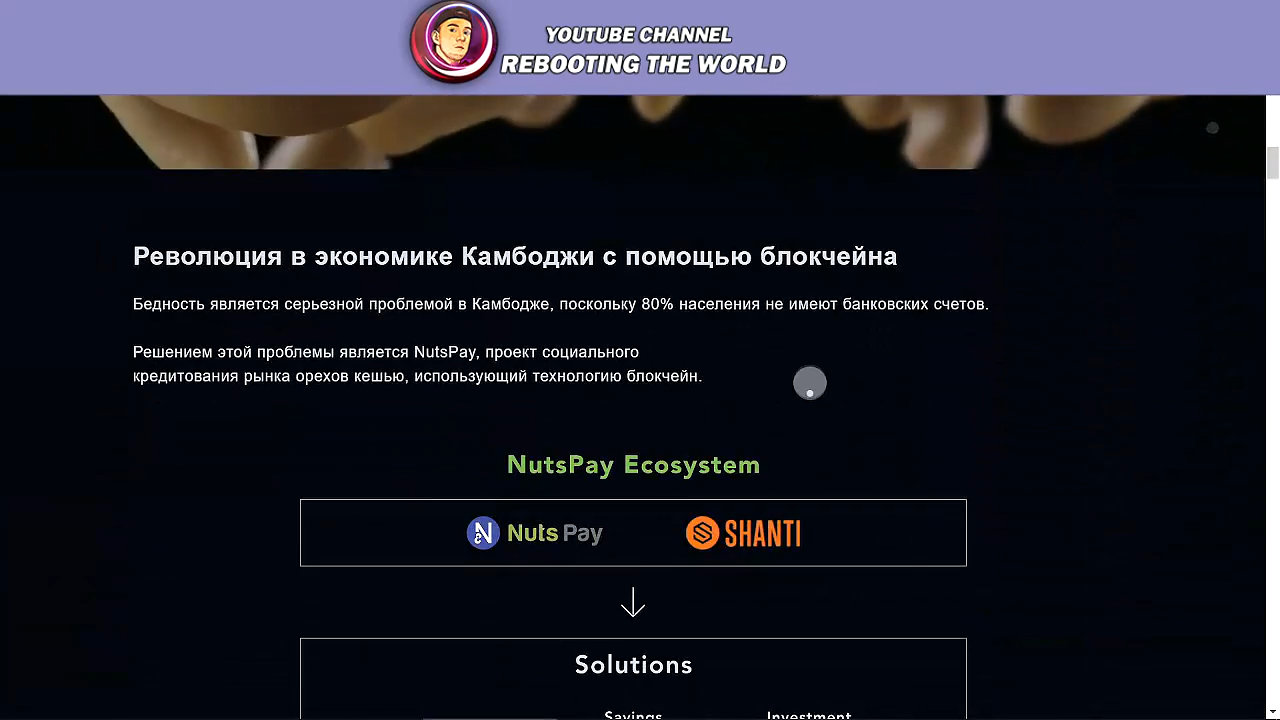 YOUTUBE CHANNEL
REBOOTING THE WORLD
Революция в экономике Камбоджи с помощью блокчейна
Бедность является серьезной проблемой в Камбодже, поскольку 80% населения не имеют банковских счетов.
Решением этой проблемы является NutsPay, проект социального
кредитования рынка орехов кешью, использующий технологию блокчейн.
NutsPay Ecosystem
Nuts Pay SHANTI
Solutions
Savings Investment